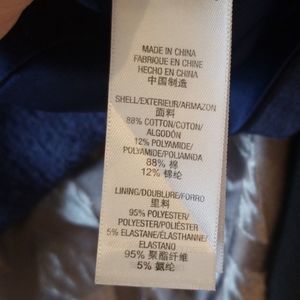 MADE IN CHINA
FABRIQUE EN CHINE
HECHO EN CHINA
中国制造
SHELL/EXTERIEUR/ARMAZON
面料
88% COTTON/COTON/
ALGODÓN
12% POLYAMIDE/
POLYAMIDE/POLIAMIDA
88% 棉
12% 锦纶
LINING/DOUBLURE/FORRO
里料
95% POLYESTER/
POLYESTER/POLIÉSTER
5% ELASTANE/ÉLASTHANNE/
ELASTANO
95% 聚脂纤维
5% 氨纶